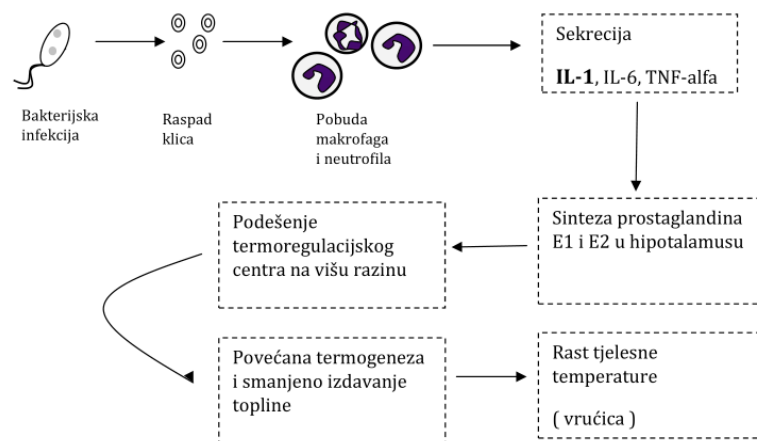 Bakterijska
infekcija
Raspad
klica
Pobuda
makrofaga
i neutrofila
Sekrecija
IL-1, IL-6, TNF-alfa
Sinteza prostaglandina
E1 i E2 u hipotalamusu
Podešenje
termoregulacijskog
centra na višu razinu
Povećana termogeneza
i smanjeno izdavanje
topline
Rast tjelesne
temperature
( vrućica )